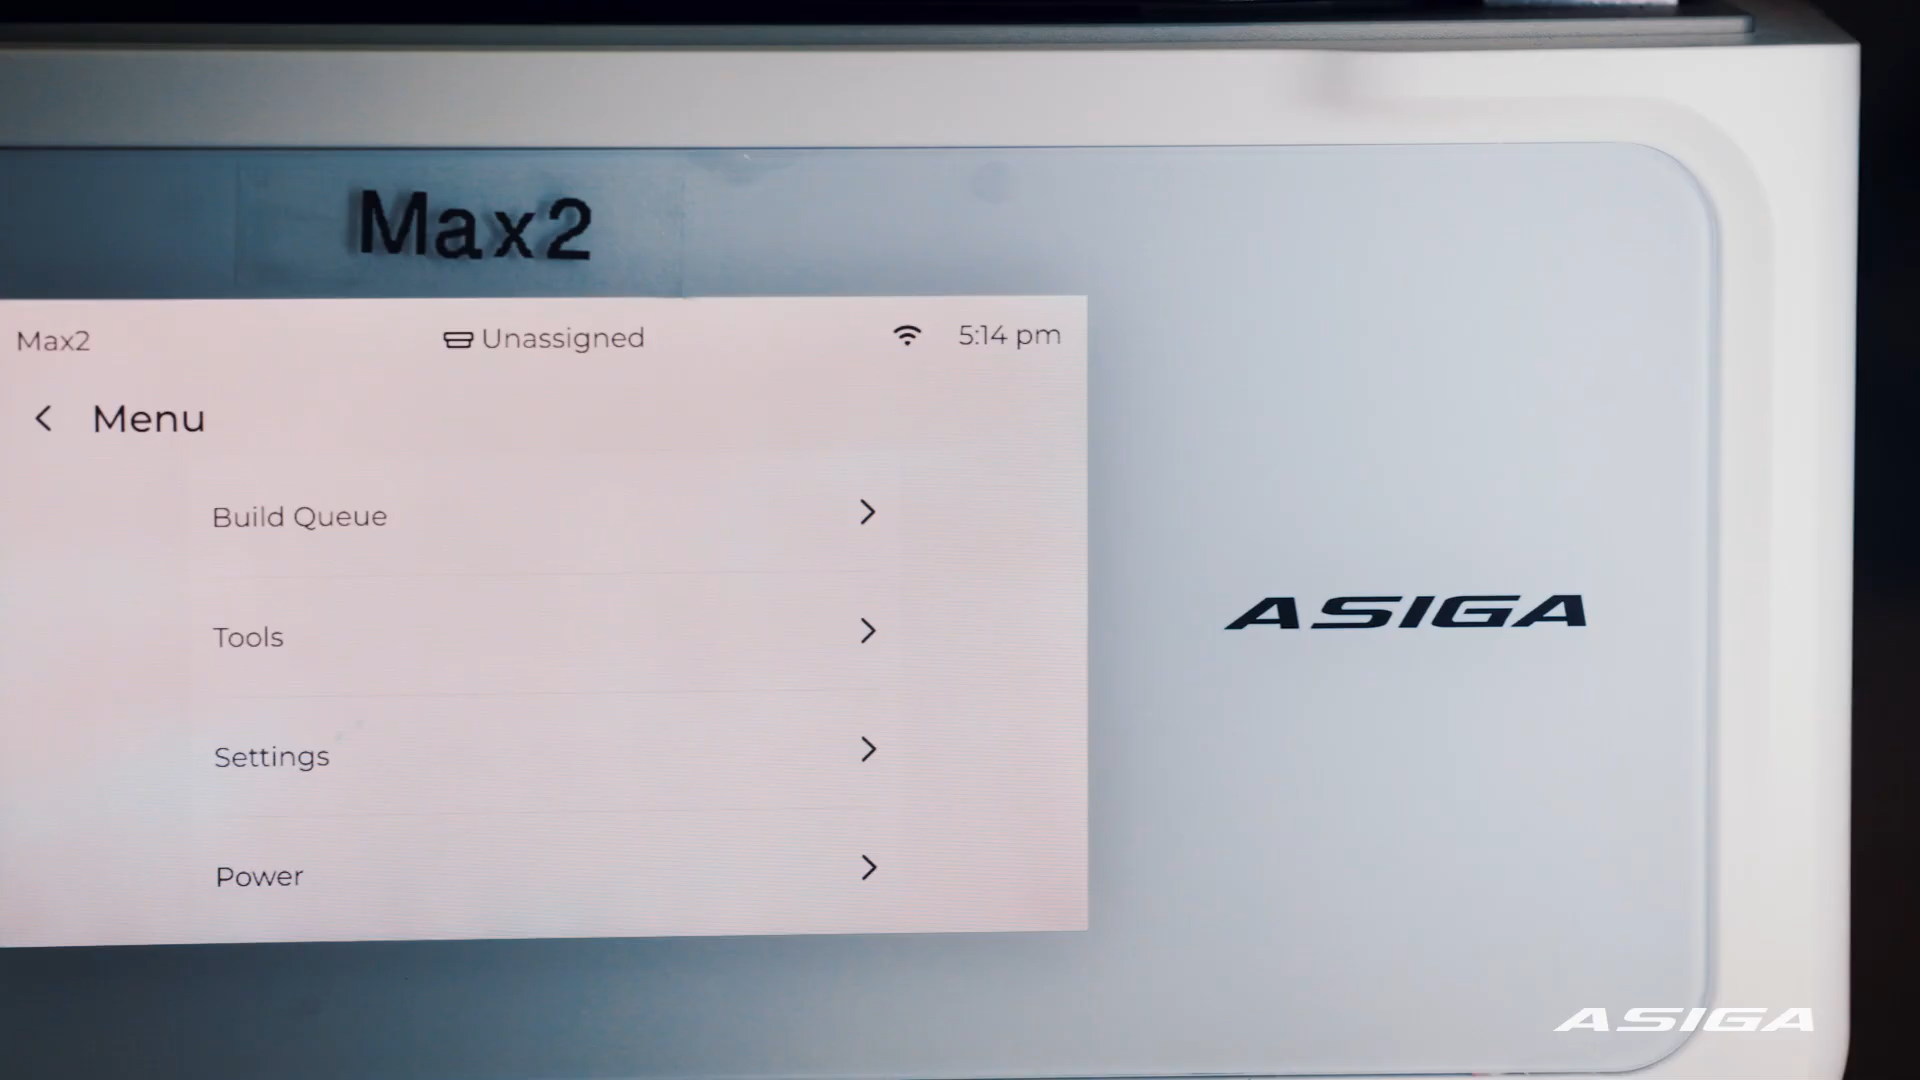 Max2
Max2 Unassigned 5:14 pm
Menu
Build Queue
Tools
Settings
Power
ASIGA
ASIGA